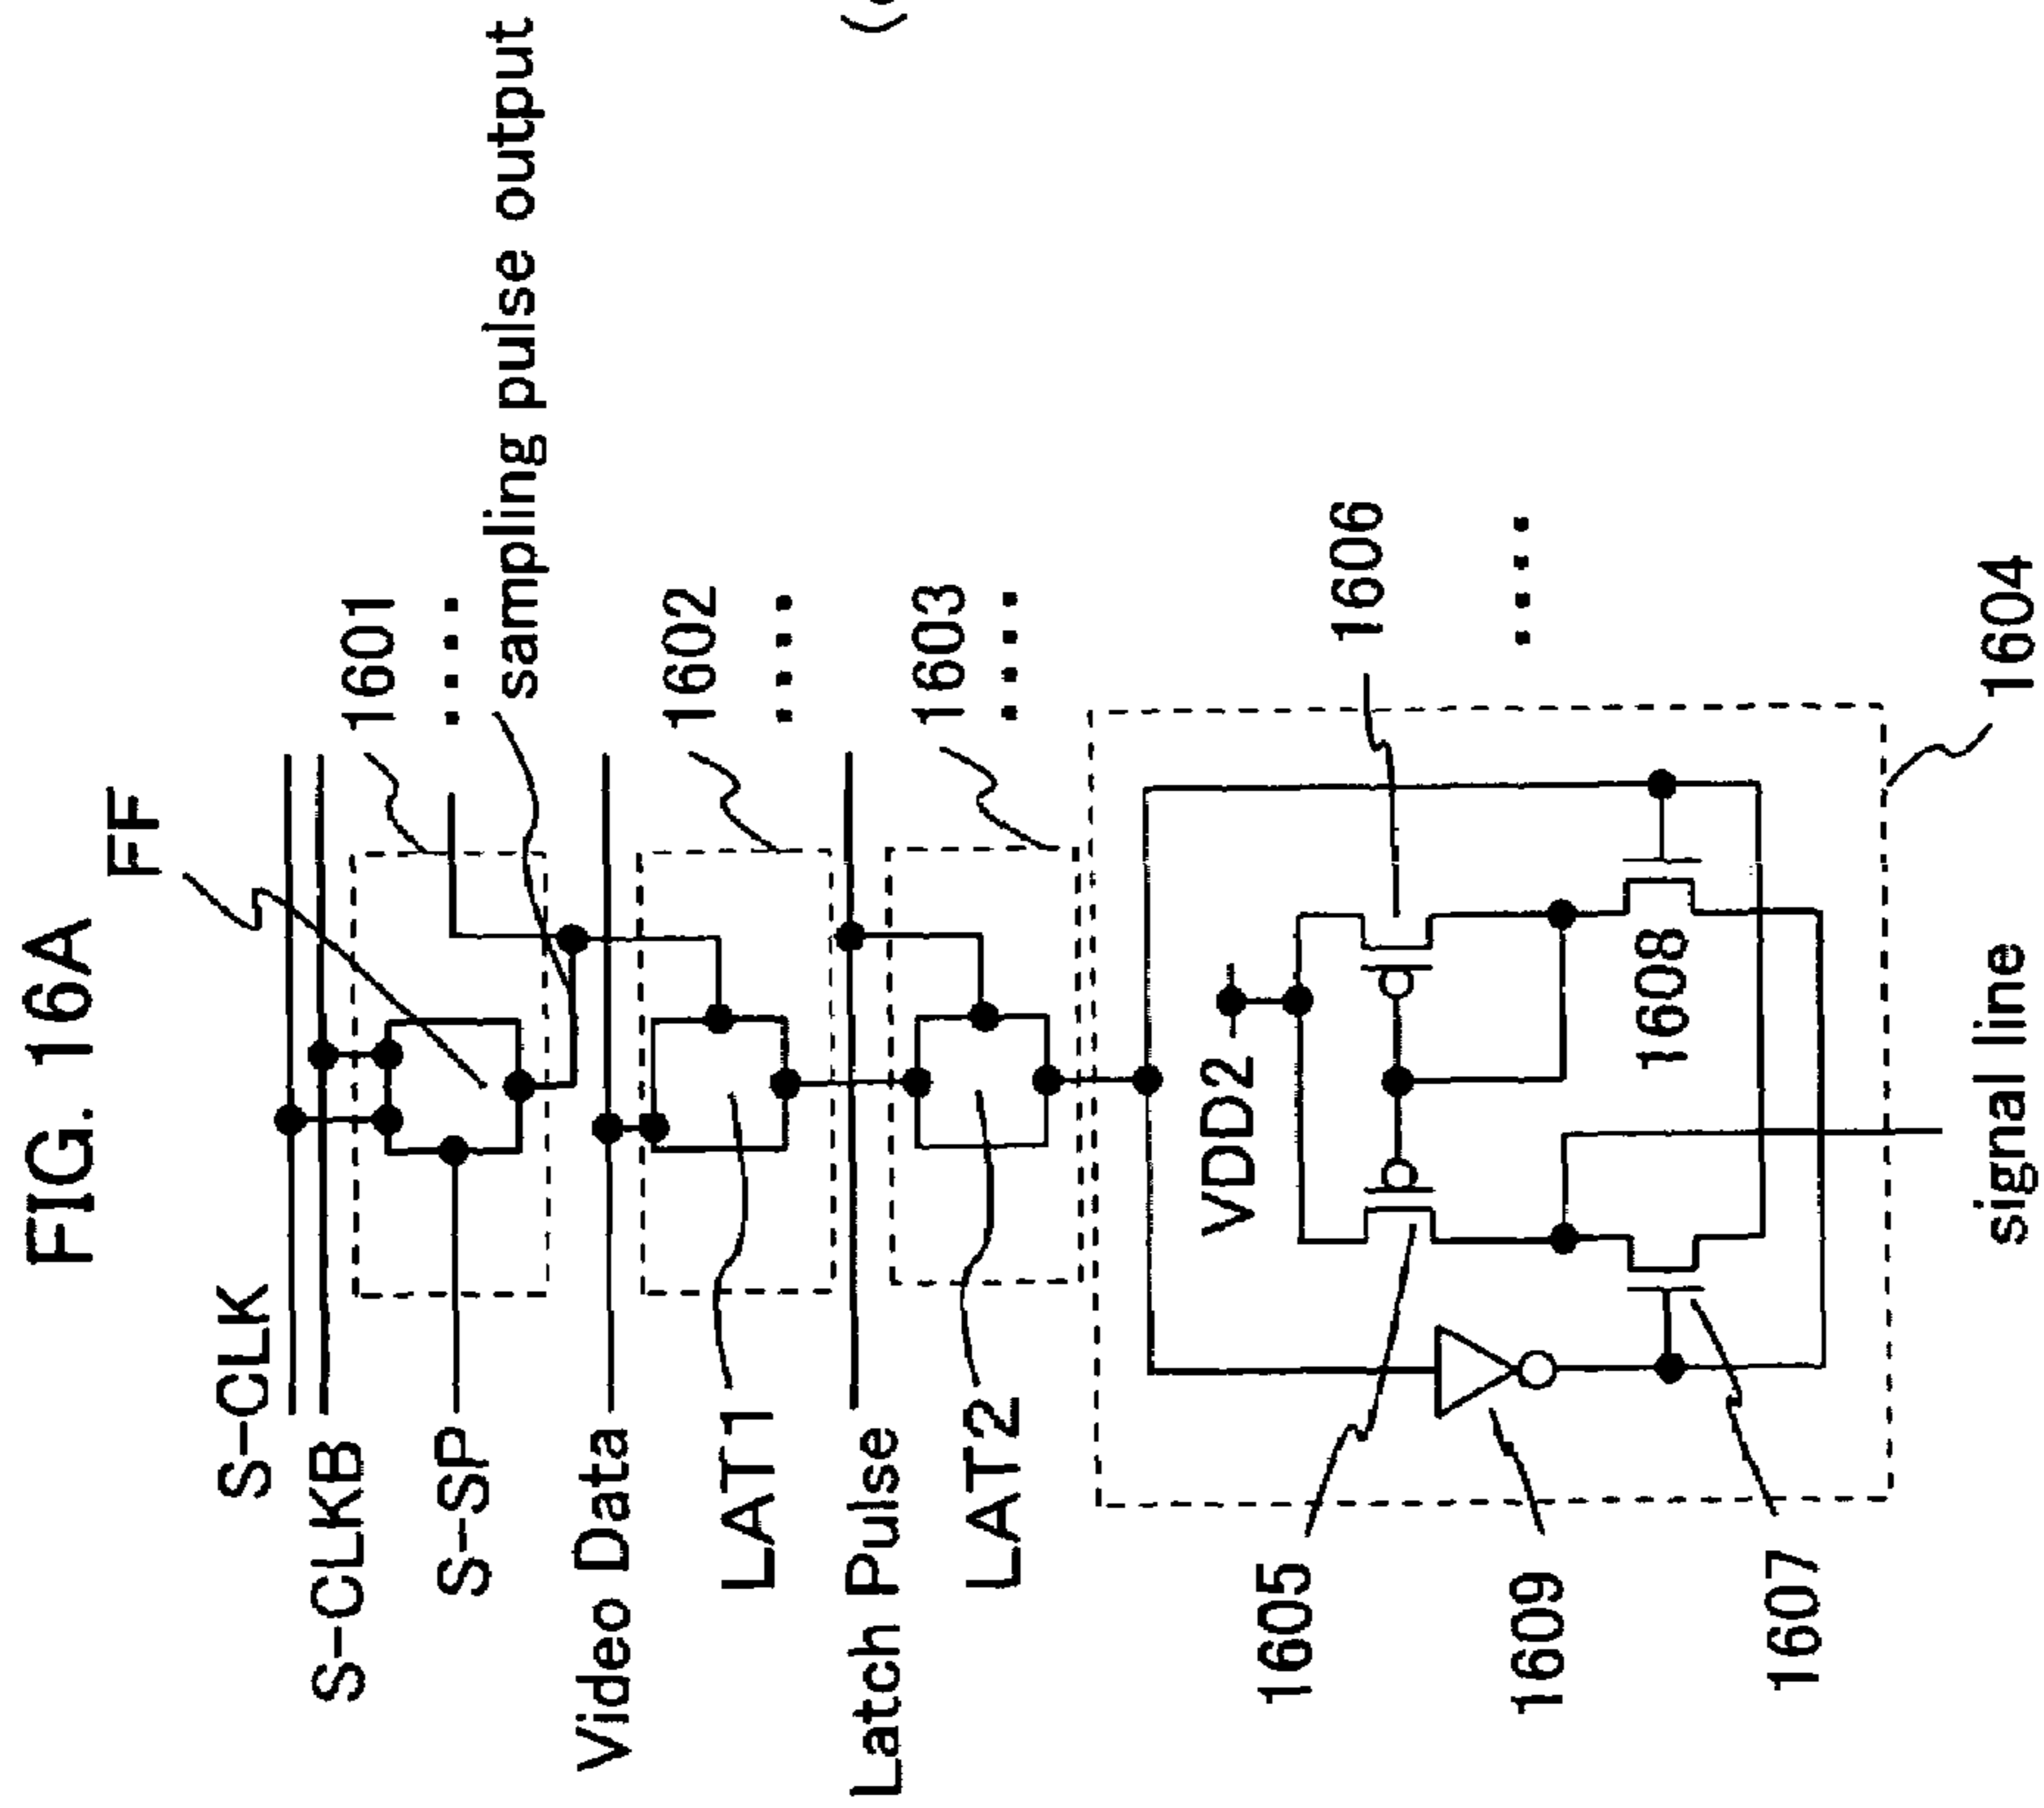 FIG. 16A
FF
S-CLK
S-CLKB
1601
S-SP
sampling pulse output
Video Data
1602
LAT1
Latch Pulse
1603
LAT2
VDD2
1605
1606
1609
1608
1607
signal line
1604